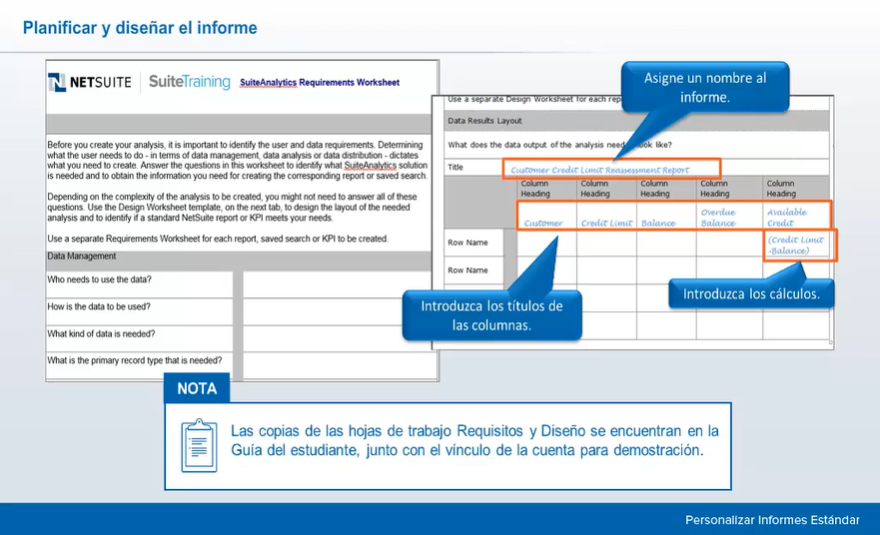 Planificar y diseñar el informe
NETSUITE SuiteTraining SuiteAnalytics Requirements Worksheet
Before you create your analysis, it is important to identify the user and data requirements. Determining
what the user needs to do - in terms of data management, data analysis or data distribution - dictates
what you need to create. Answer the questions in this worksheet to identify what SuiteAnalytics solution
is needed and to obtain the information you need for creating the corresponding report or saved search.
Depending on the complexity of the analysis to be created, you might not need to answer all of these
questions. Use the Design Worksheet template, on the next tab, to design the layout of the needed
analysis and to identify if a standard NetSuite report or KPI meets your needs.
Use a separate Requirements Worksheet for each report, saved search or KPI to be created.
Data Management
Who needs to use the data?
How is the data to be used?
What kind of data is needed?
What is the primary record type that is needed?
Asigne un nombre al
informe.
Use a separate Design Worksheet for each rep
Data Results Layout
What does the data output of the analysis need look like?
Title
Customer Credit Limit Reassessment Report
Column Heading
Column Heading
Column Heading
Column Heading
Column Heading
Customer
Credit Limit
Balance
Overdue Balance
Available Credit
Row Name
(Credit Limit
-Balance)
Row Name
Introduzca los títulos de
las columnas.
Introduzca los cálculos.
NOTA
Las copias de las hojas de trabajo Requisitos y Diseño se encuentran en la
Guía del estudiante, junto con el vínculo de la cuenta para demostración.
Personalizar Informes Estándar